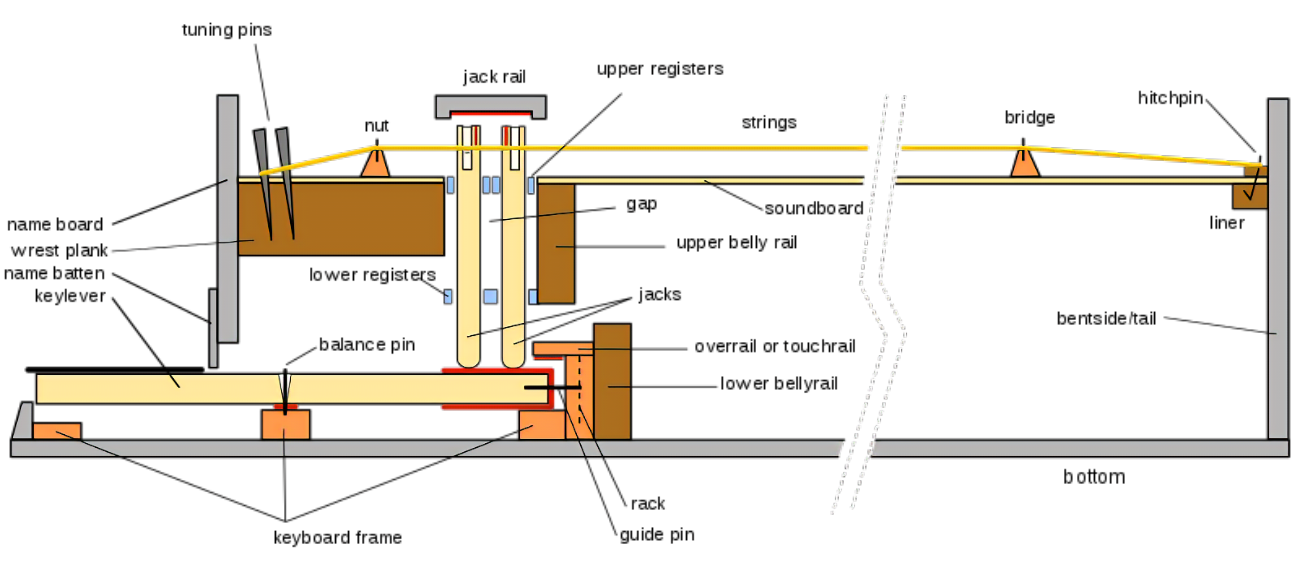 tuning pins
jack rail
upper registers
hitchpin
nut
strings
bridge
gap
soundboard
name board
upper belly rail
liner
wrest plank
name batten
lower registers
keylever
jacks
bentside/tail
balance pin
overrail or touchrail
lower bellyrail
bottom
rack
guide pin
keyboard frame